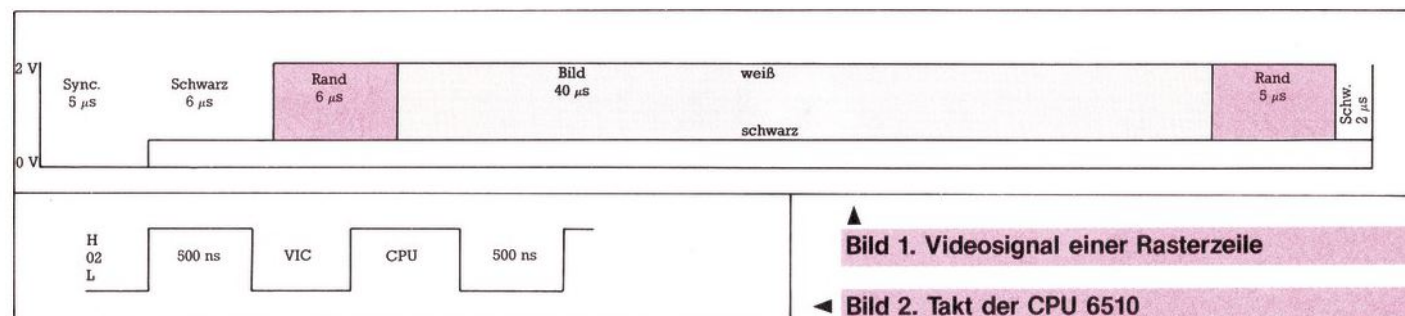 2 V
Sync.
5 µs
Schwarz
6 µs
Rand
6 µs
Bild
40 µs
weiß
schwarz
Rand
5 µs
Schw.
2 µs
0 V
H
02
L
500 ns
VIC
CPU
500 ns
Bild 1. Videosignal einer Rasterzeile
Bild 2. Takt der CPU 6510